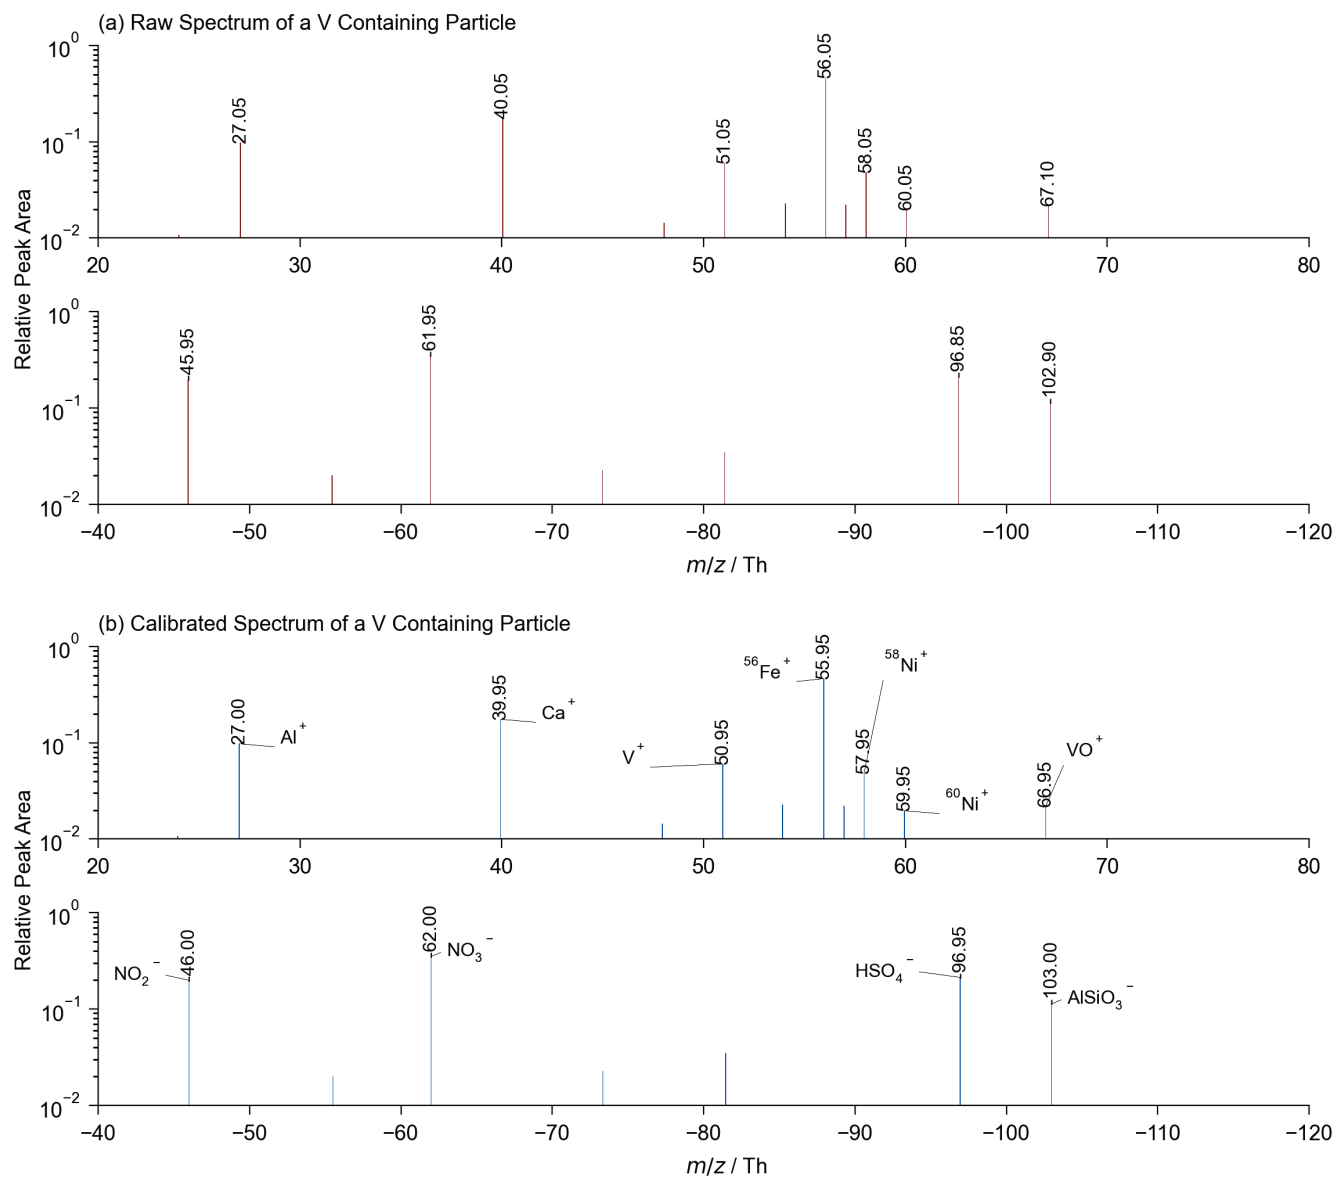 (a) Raw Spectrum of a V Containing Particle
10⁰
10⁻¹
10⁻²
27.05
40.05
51.05
56.05
58.05
60.05
67.10
20 30 40 50 60 70 80
Relative Peak Area
10⁰
10⁻¹
10⁻²
45.95
61.95
96.85
102.90
−40 −50 −60 −70 −80 −90 −100 −110 −120
m/z / Th
(b) Calibrated Spectrum of a V Containing Particle
10⁰
10⁻¹
10⁻²
27.00
Al⁺
39.95
Ca⁺
V⁺
50.95
⁵⁶Fe⁺
55.95
⁵⁸Ni⁺
57.95
59.95
⁶⁰Ni⁺
66.95
VO⁺
20 30 40 50 60 70 80
Relative Peak Area
10⁰
10⁻¹
10⁻²
NO₂⁻
46.00
62.00
NO₃⁻
HSO₄⁻
96.95
103.00
AlSiO₃⁻
−40 −50 −60 −70 −80 −90 −100 −110 −120
m/z / Th